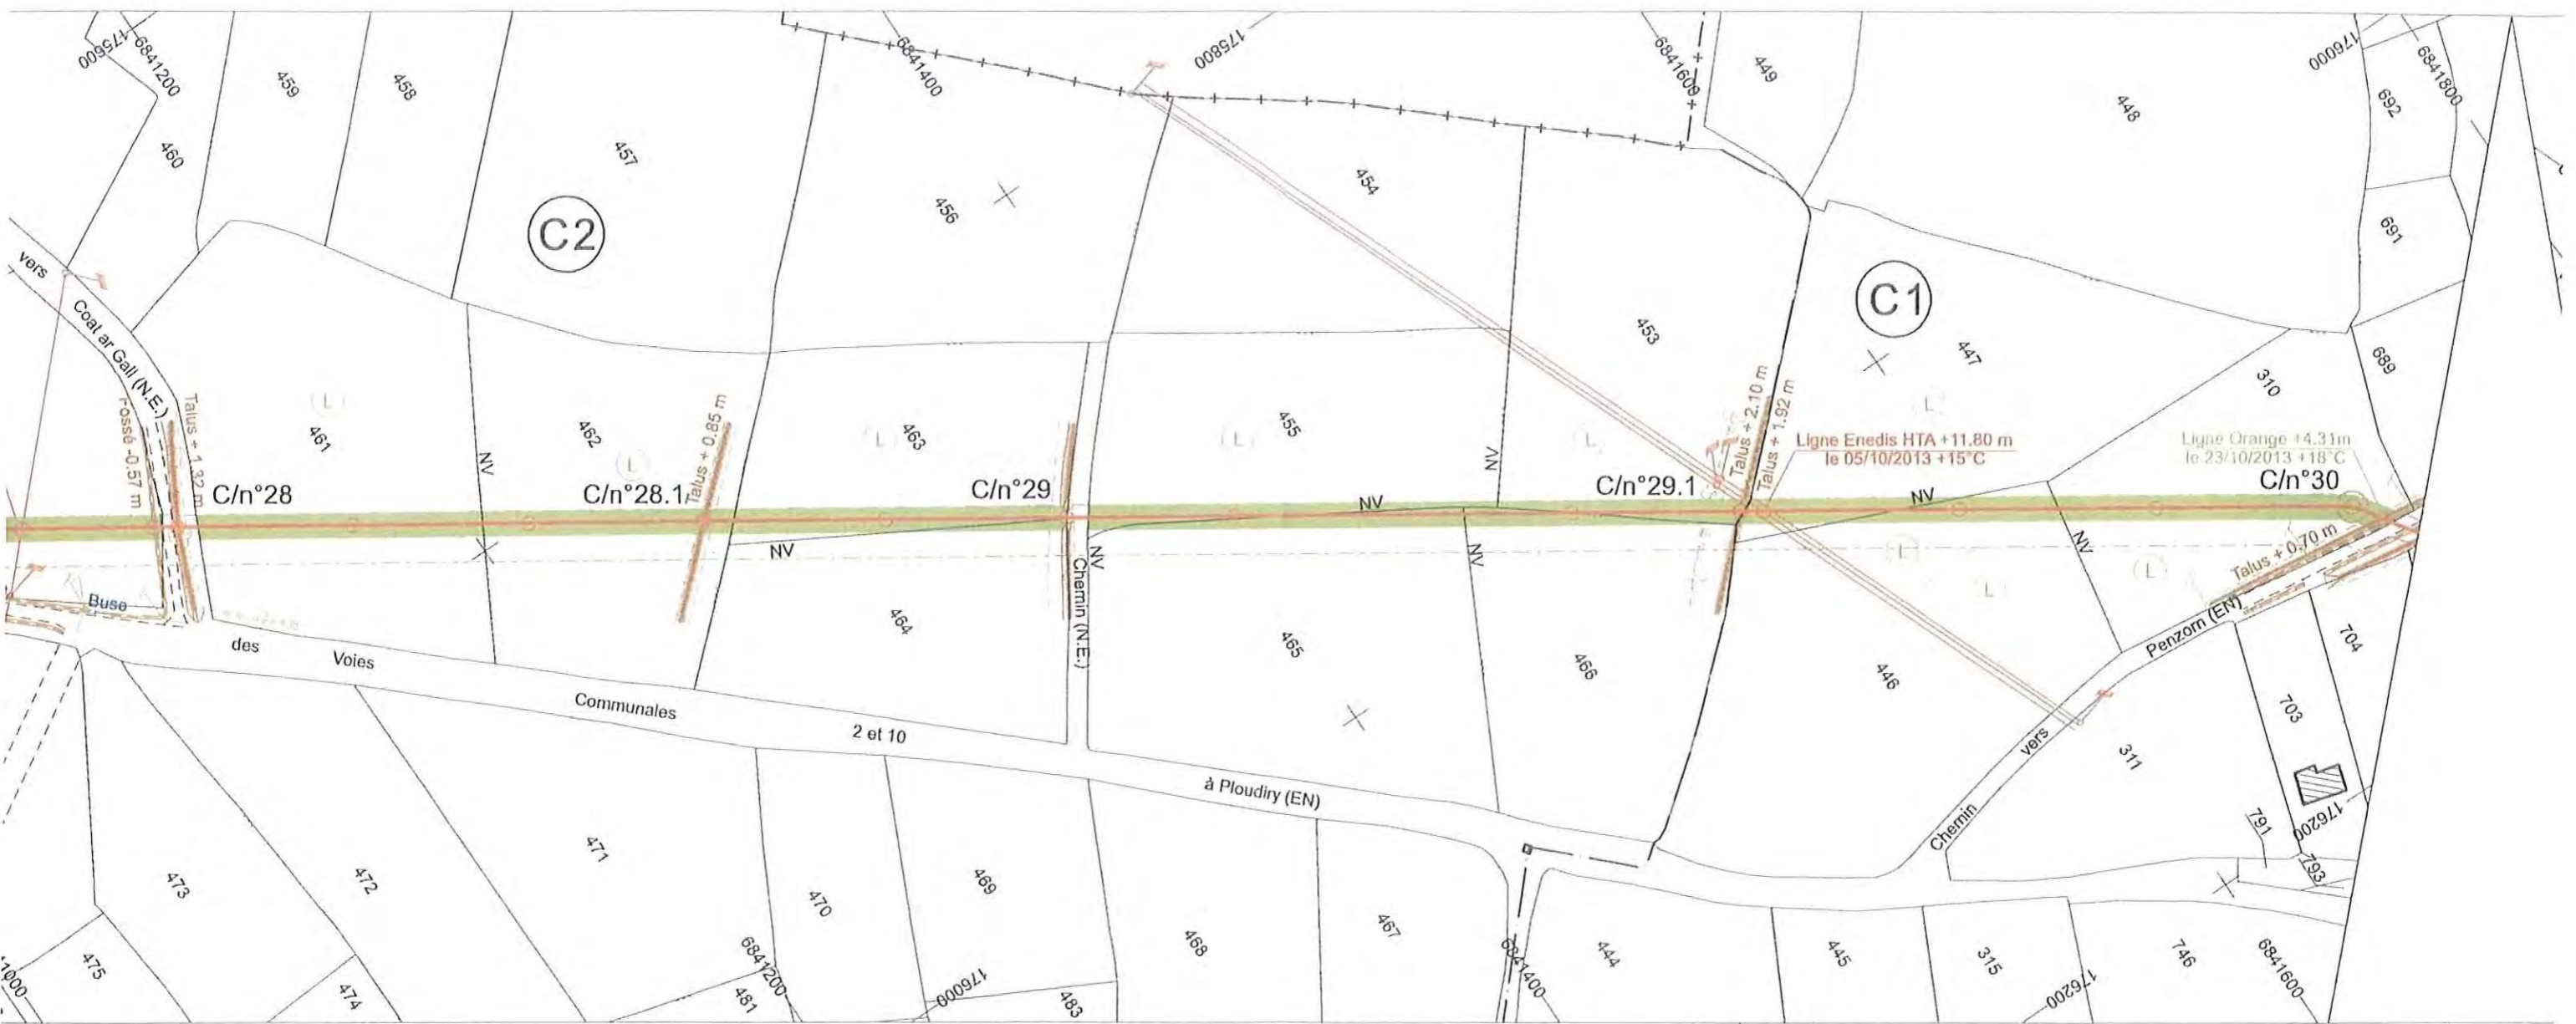 175600
6841200
459
458
460
457
C2
6841400
456
175800
454
6841600
449
C1
448
176000
692
6841800
691
453
447
310
689
vers
Coat ar Gall (N.E.)
Fossé -0.57 m
Talus + 1.32 m
461
L
NV
462
L
Talus + 0.85 m
L
463
L
455
NV
L
Talus + 2.10 m
Talus + 1.92 m
L
Ligne Enedis HTA +11.80 m
le 05/10/2013 +15°C
Ligne Orange +4.31m
le 23/10/2013 +18°C
C/n°28
C/n°28.1
C/n°29
C/n°29.1
C/n°30
NV
NV
NV
NV
NV
NV
Chemin (N.E.)
L
L
L
Talus + 0.70 m
Buse
des
Voies
Communales
2 et 10
à Ploudiry (EN)
464
465
466
446
Chemin
vers
Penzorn (EN)
704
703
311
791
176200
793
473
472
471
470
469
468
467
444
445
315
746
475
474
6841200
481
176000
483
6841400
176200
6841600